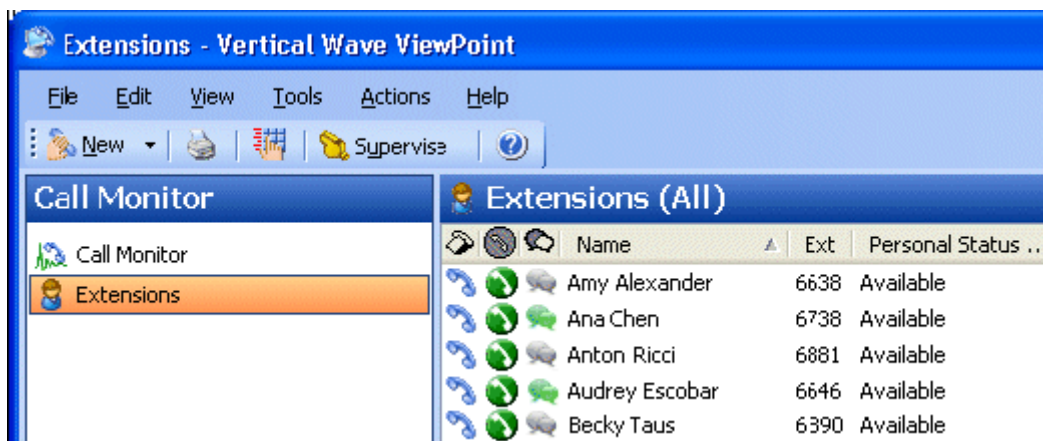 Extensions - Vertical Wave ViewPoint
File Edit View Tools Actions Help
New Supervise
Call Monitor
Extensions (All)
Call Monitor
Extensions
Name Ext Personal Status ..
Amy Alexander 6638 Available
Ana Chen 6738 Available
Anton Ricci 6881 Available
Audrey Escobar 6646 Available
Becky Taus 6390 Available